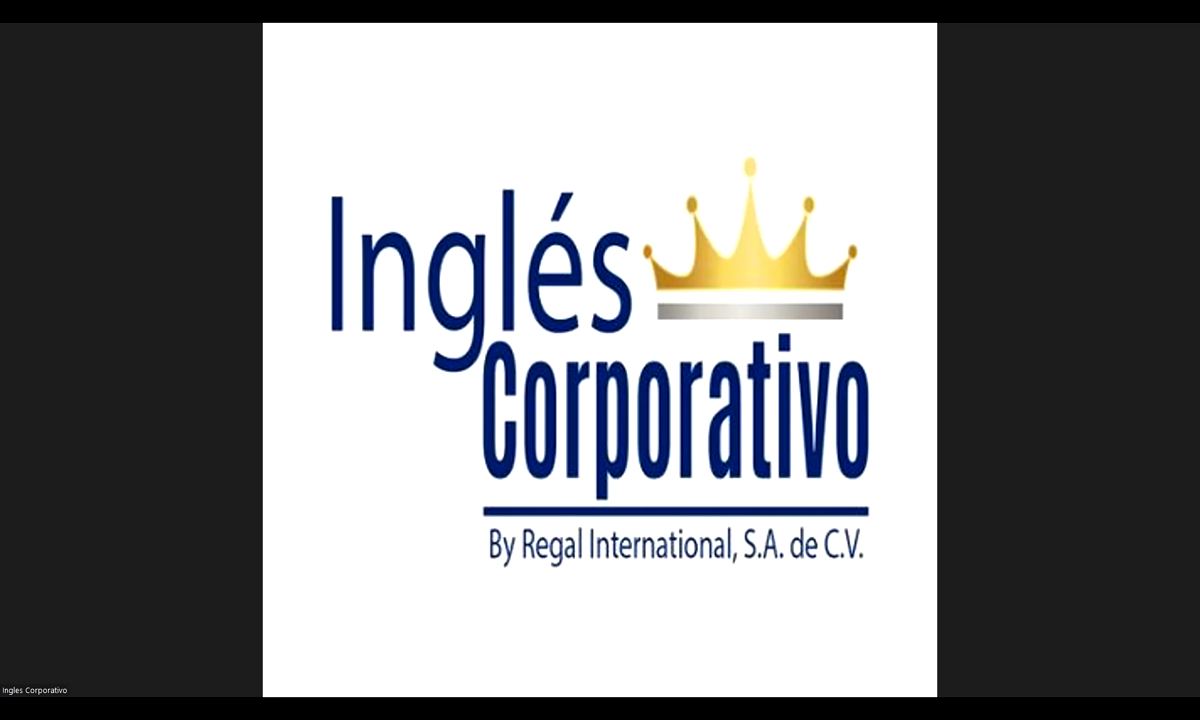 Inglés
Corporativo
By Regal International, S.A. de C.V.
Ingles Corporativo